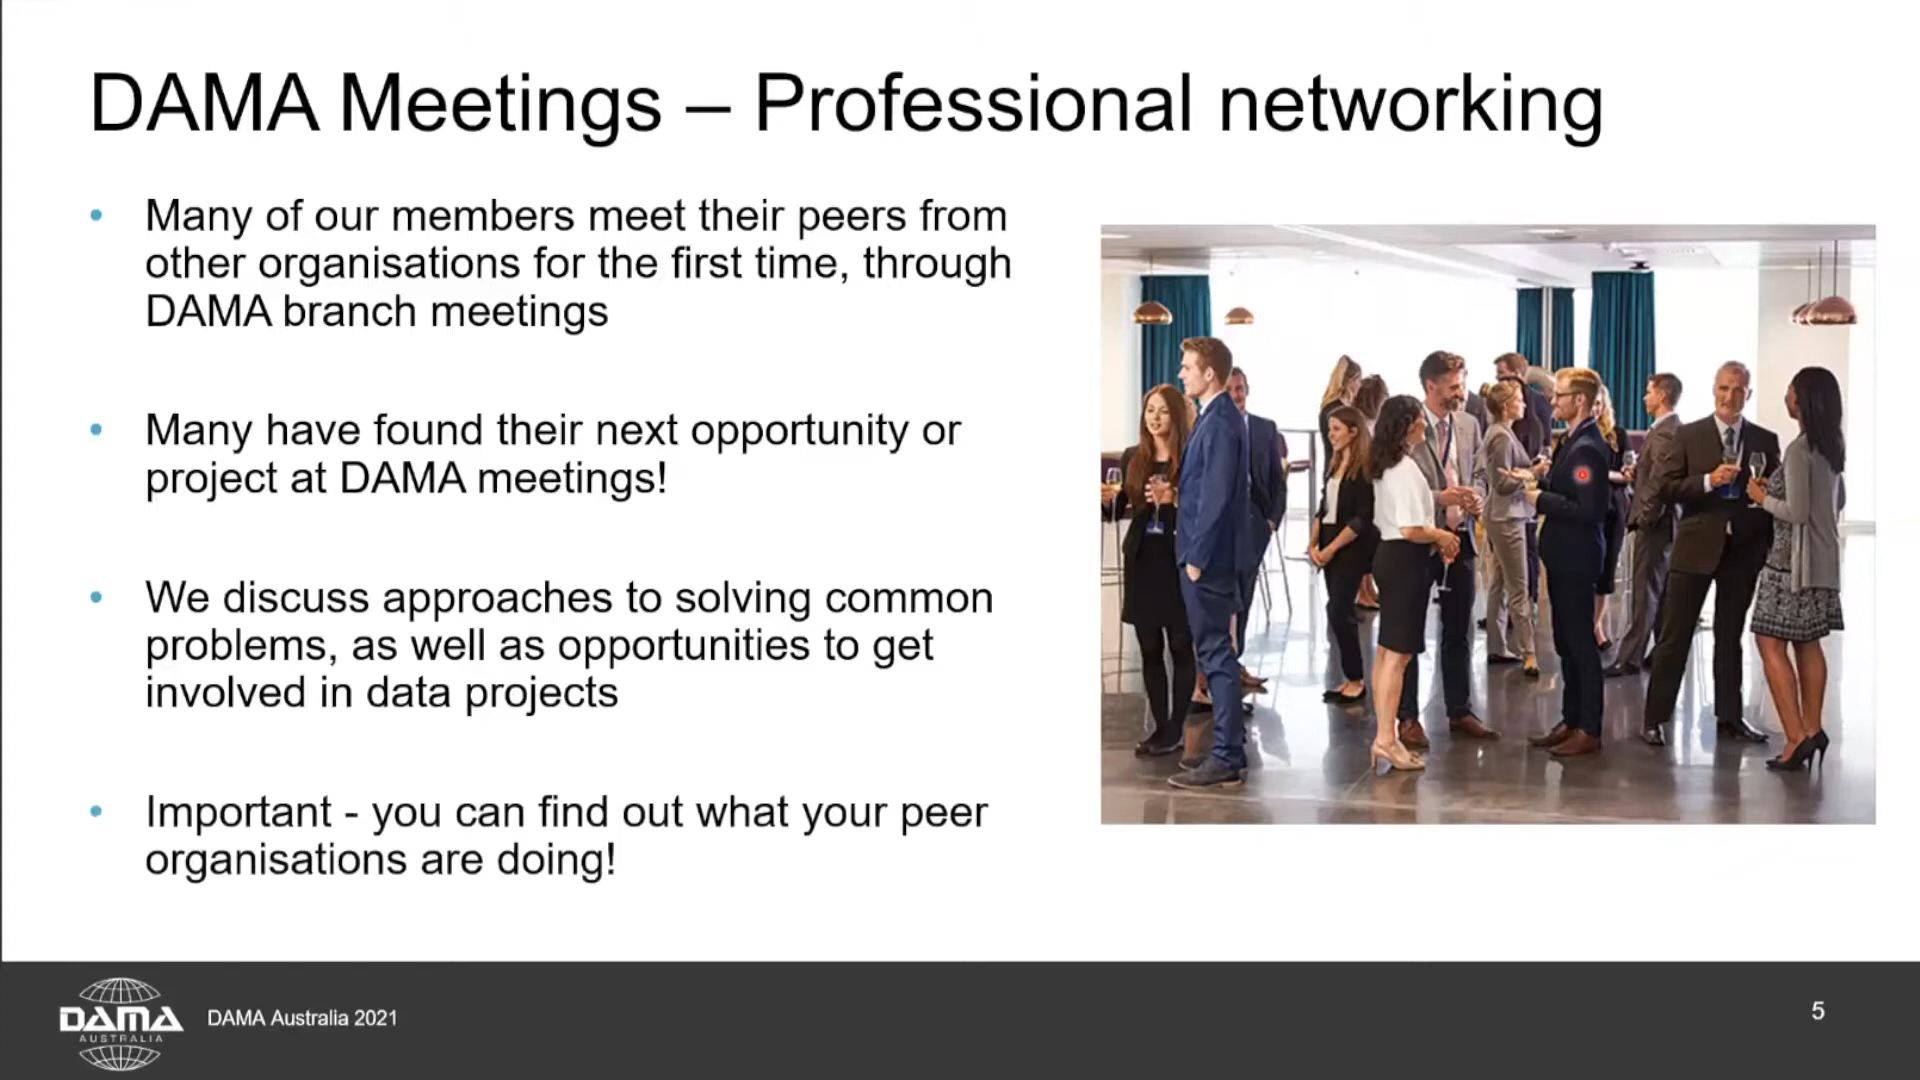 DAMA Meetings – Professional networking
• Many of our members meet their peers from
other organisations for the first time, through
DAMA branch meetings
• Many have found their next opportunity or
project at DAMA meetings!
• We discuss approaches to solving common
problems, as well as opportunities to get
involved in data projects
• Important - you can find out what your peer
organisations are doing!
DAMA
AUSTRALIA
DAMA Australia 2021
5